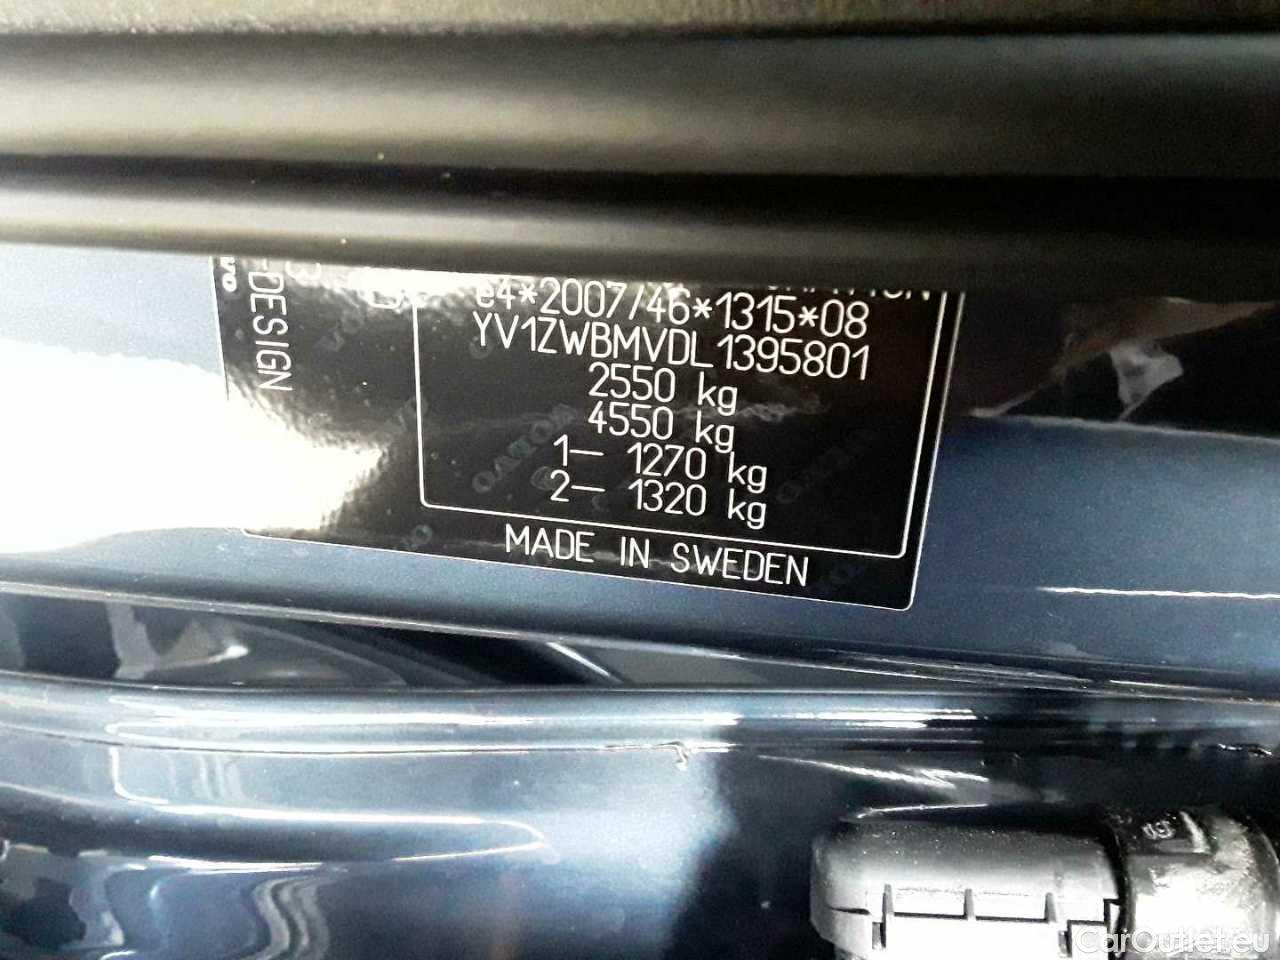 e4*2007/46*1315*08
YV1ZWBMVDL1395801
2550 kg
4550 kg
1— 1270 kg
2— 1320 kg
MADE IN SWEDEN
-DESIGN
VOLVO
CarOutlet.eu